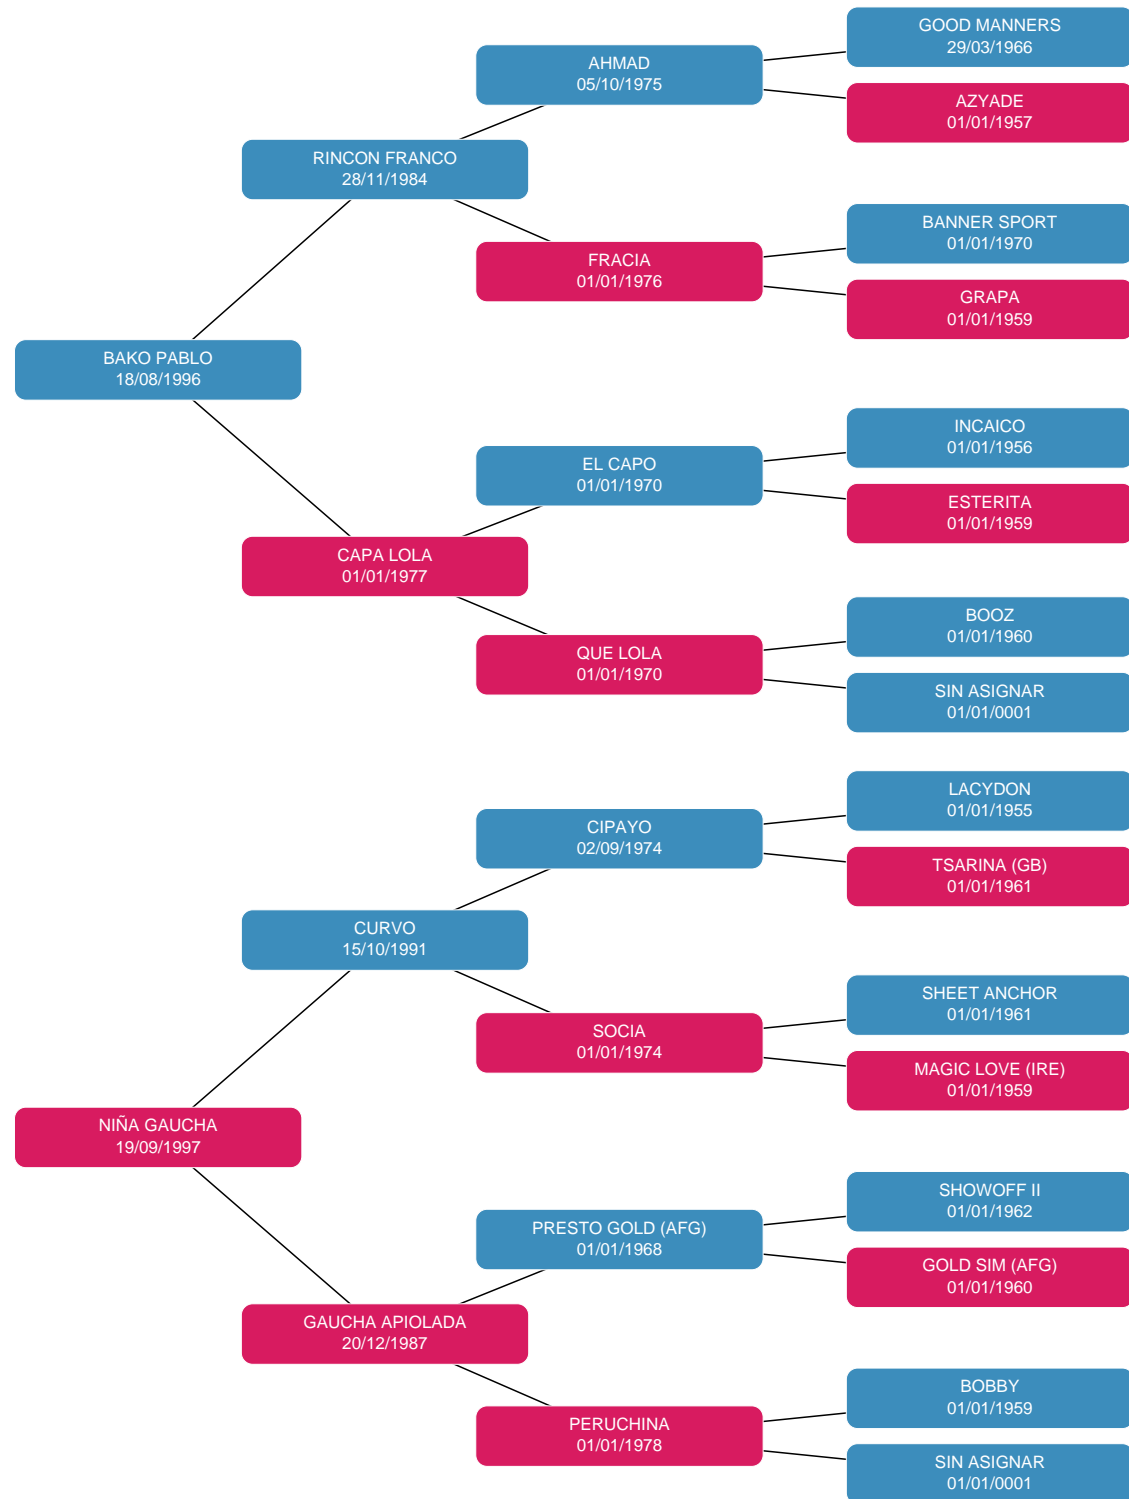 GOOD MANNERS
29/03/1966
AHMAD
05/10/1975
AZYADE
01/01/1957
RINCON FRANCO
28/11/1984
BANNER SPORT
01/01/1970
FRACIA
01/01/1976
GRAPA
01/01/1959
BAKO PABLO
18/08/1996
INCAICO
01/01/1956
EL CAPO
01/01/1970
ESTERITA
01/01/1959
CAPA LOLA
01/01/1977
BOOZ
01/01/1960
QUE LOLA
01/01/1970
SIN ASIGNAR
01/01/0001
LACYDON
01/01/1955
CIPAYO
02/09/1974
TSARINA (GB)
01/01/1961
CURVO
15/10/1991
SHEET ANCHOR
01/01/1961
SOCIA
01/01/1974
MAGIC LOVE (IRE)
01/01/1959
NIÑA GAUCHA
19/09/1997
SHOWOFF II
01/01/1962
PRESTO GOLD (AFG)
01/01/1968
GOLD SIM (AFG)
01/01/1960
GAUCHA APIOLADA
20/12/1987
BOBBY
01/01/1959
PERUCHINA
01/01/1978
SIN ASIGNAR
01/01/0001